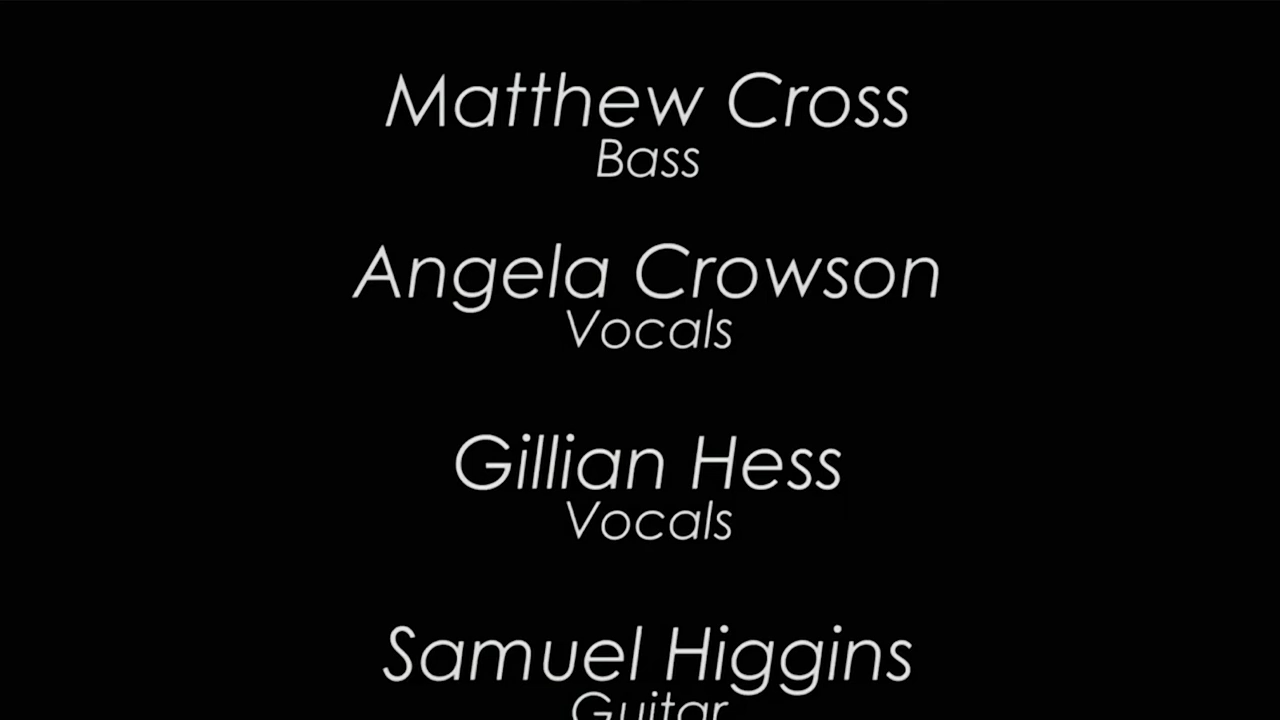 Matthew Cross
Bass
Angela Crowson
Vocals
Gillian Hess
Vocals
Samuel Higgins
Guitar